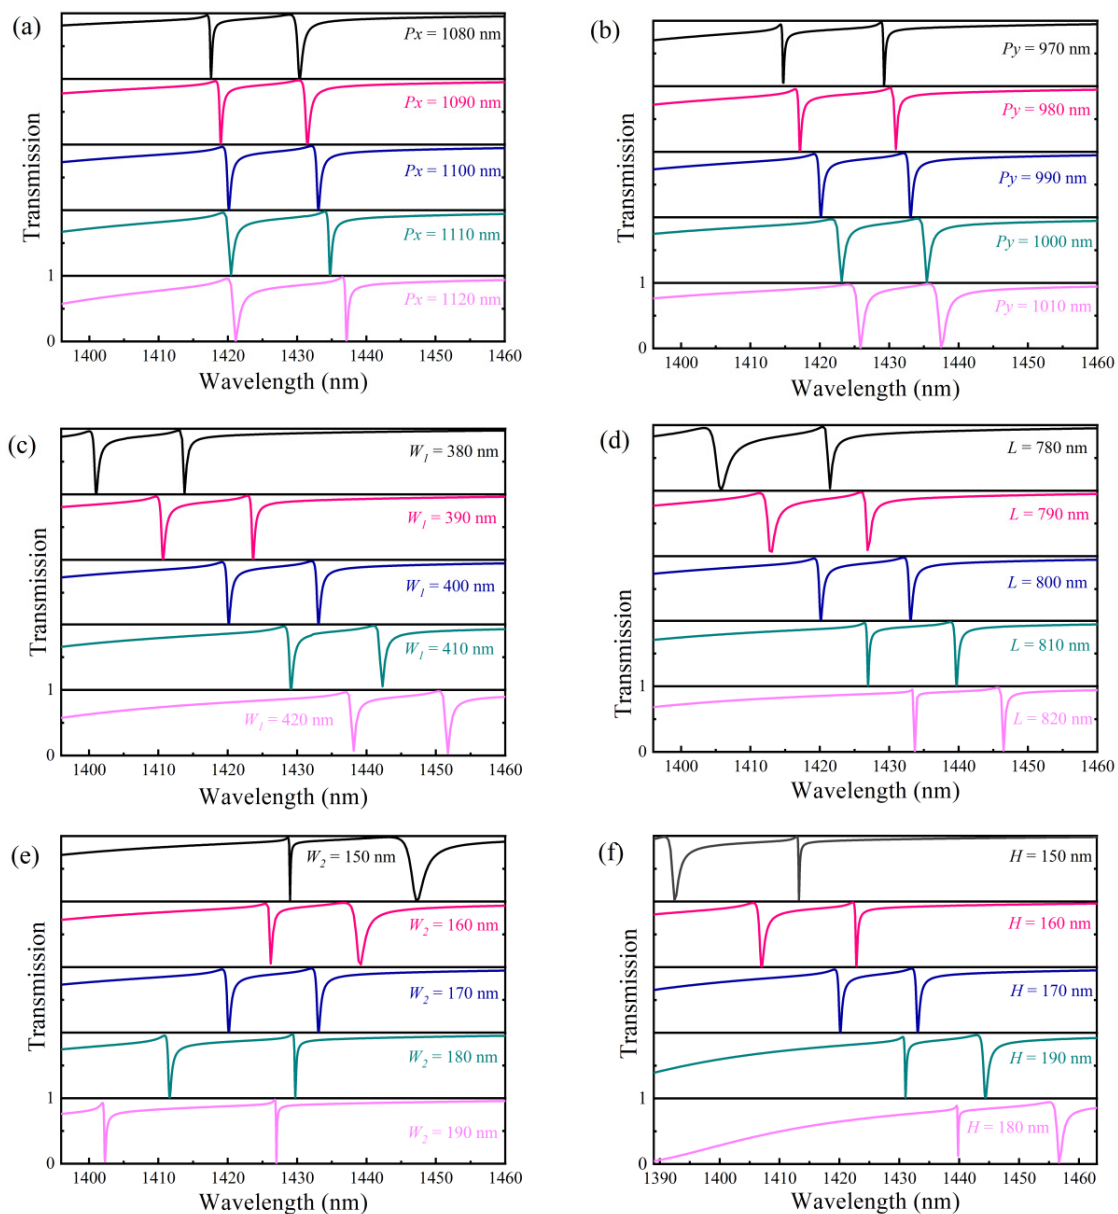 (a)
Px = 1080 nm
Px = 1090 nm
Px = 1100 nm
Px = 1110 nm
Px = 1120 nm
Transmission
1
0
1400 1410 1420 1430 1440 1450 1460
Wavelength (nm)
(b)
Py = 970 nm
Py = 980 nm
Py = 990 nm
Py = 1000 nm
Py = 1010 nm
Transmission
1
0
1400 1410 1420 1430 1440 1450 1460
Wavelength (nm)
(c)
W1 = 380 nm
W1 = 390 nm
W1 = 400 nm
W1 = 410 nm
W1 = 420 nm
Transmission
1
0
1400 1410 1420 1430 1440 1450 1460
Wavelength (nm)
(d)
L = 780 nm
L = 790 nm
L = 800 nm
L = 810 nm
L = 820 nm
Transmission
1
0
1400 1410 1420 1430 1440 1450 1460
Wavelength (nm)
(e)
W2 = 150 nm
W2 = 160 nm
W2 = 170 nm
W2 = 180 nm
W2 = 190 nm
Transmission
1
0
1400 1410 1420 1430 1440 1450 1460
Wavelength (nm)
(f)
H = 150 nm
H = 160 nm
H = 170 nm
H = 190 nm
H = 180 nm
Transmission
1
0
1390 1400 1410 1420 1430 1440 1450 1460
Wavelength (nm)